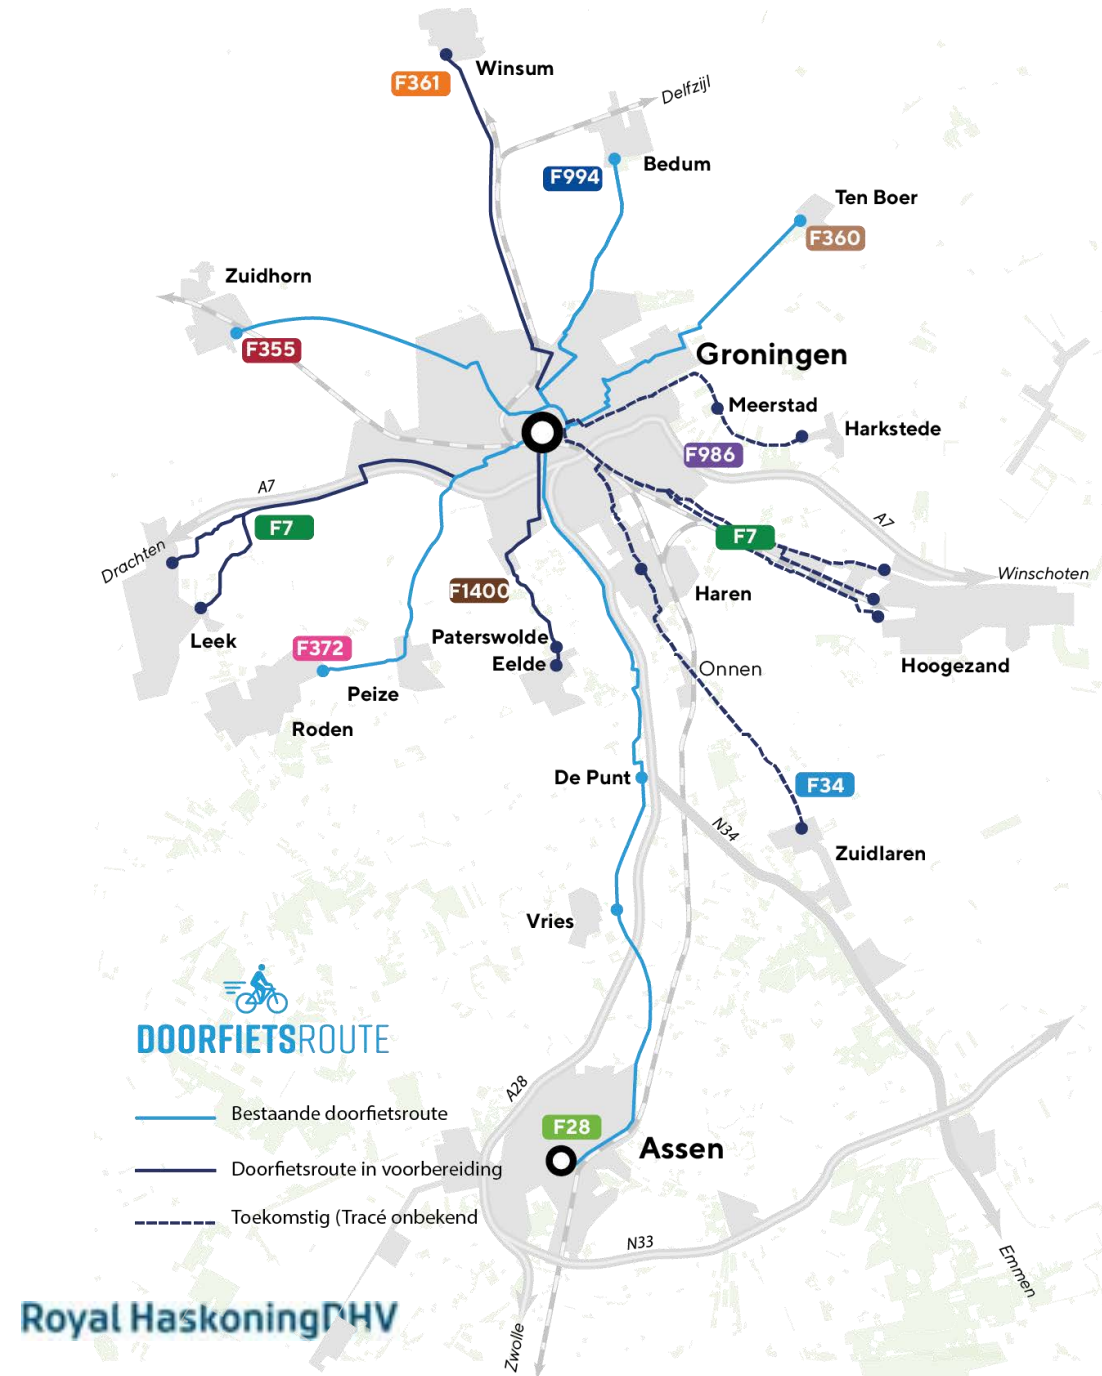 Winsum
F361
Delfzijl
Bedum
F994
Ten Boer
F360
Zuidhorn
F355
Groningen
Meerstad
Harkstede
F986
A7
F7
Drachten
A7
F7
Winschoten
Haren
F1400
Leek
F372
Paterswolde
Eelde
Hoogezand
Onnen
Peize
Roden
De Punt
F34
N34
Zuidlaren
Vries
DOORFIETSROUTE
A28
Bestaande doorfietsroute
F28
Assen
Doorfietsroute in voorbereiding
Toekomstig (Tracé onbekend
N33
Emmen
Royal HaskoningDHV
Zwolle